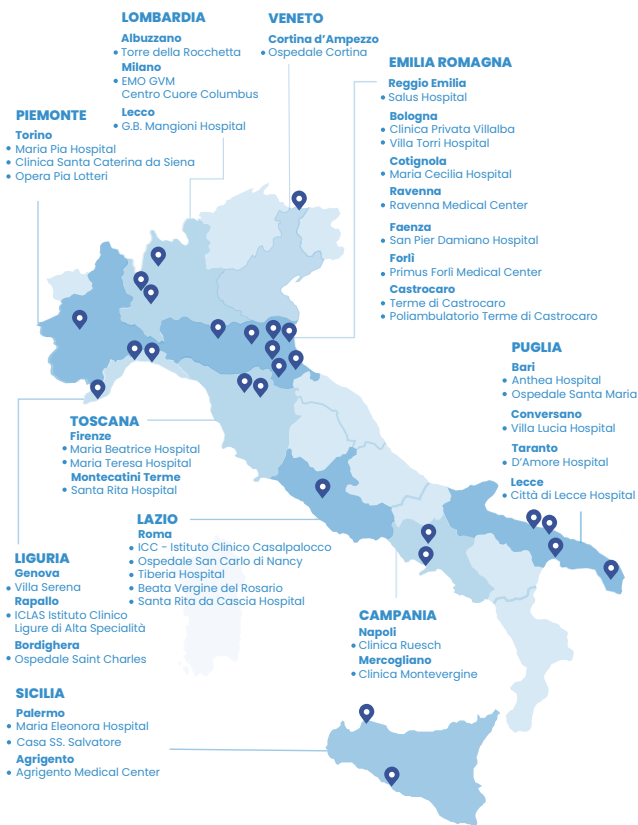 LOMBARDIA
Albuzzano
• Torre della Rocchetta
Milano
• EMO GVM
Centro Cuore Columbus
Lecco
• G.B. Mangioni Hospital
VENETO
Cortina d'Ampezzo
• Ospedale Cortina
EMILIA ROMAGNA
Reggio Emilia
• Salus Hospital
Bologna
• Clinica Privata Villalba
• Villa Torri Hospital
Cotignola
• Maria Cecilia Hospital
Ravenna
• Ravenna Medical Center
Faenza
• San Pier Damiano Hospital
Forlì
• Primus Forlì Medical Center
Castrocaro
• Terme di Castrocaro
• Poliambulatorio Terme di Castrocaro
PIEMONTE
Torino
• Maria Pia Hospital
• Clinica Santa Caterina da Siena
• Opera Pia Lotteri
PUGLIA
Bari
• Anthea Hospital
• Ospedale Santa Maria
Conversano
• Villa Lucia Hospital
Taranto
• D'Amore Hospital
Lecce
• Città di Lecce Hospital
TOSCANA
Firenze
• Maria Beatrice Hospital
• Maria Teresa Hospital
Montecatini Terme
• Santa Rita Hospital
LAZIO
Roma
• ICC - Istituto Clinico Casalpalocco
• Ospedale San Carlo di Nancy
• Tiberia Hospital
• Beata Vergine del Rosario
• Santa Rita da Cascia Hospital
LIGURIA
Genova
• Villa Serena
Rapallo
• ICLAS Istituto Clinico
Ligure di Alta Specialità
Bordighera
• Ospedale Saint Charles
CAMPANIA
Napoli
• Clinica Ruesch
Mercogliano
• Clinica Montevergine
SICILIA
Palermo
• Maria Eleonora Hospital
• Casa SS. Salvatore
Agrigento
• Agrigento Medical Center